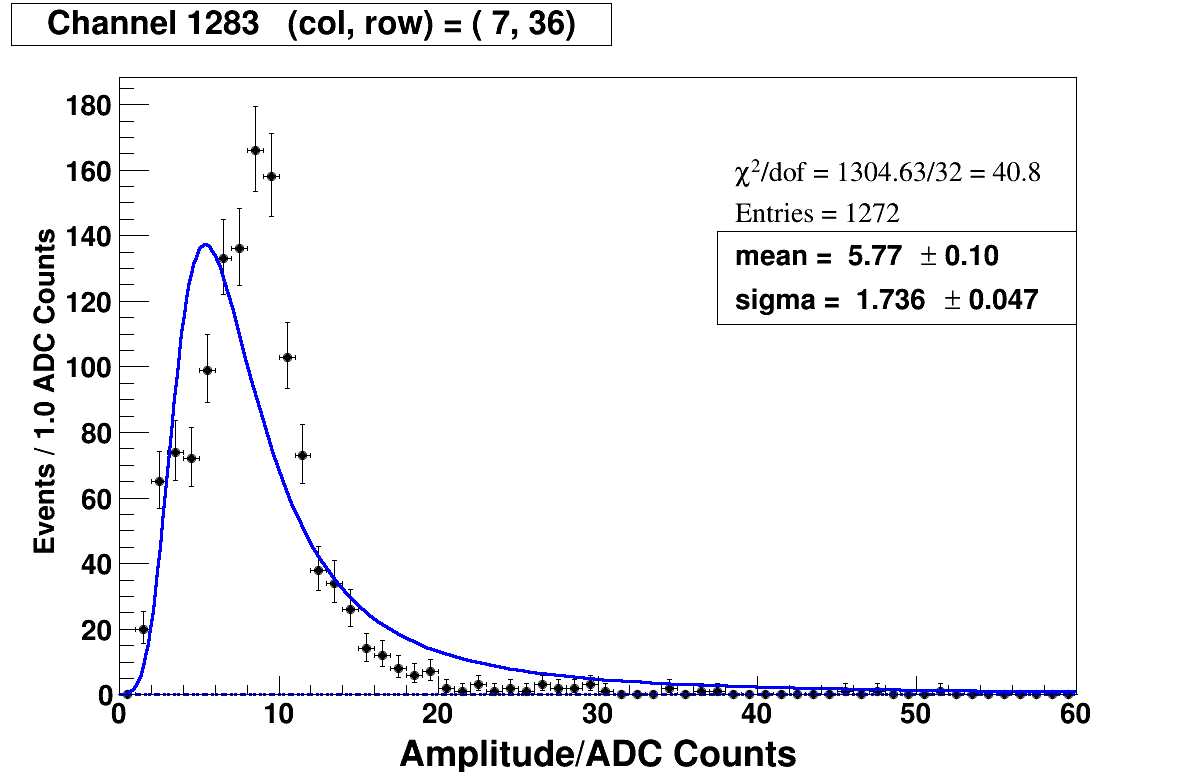 Channel 1283 (col, row) = ( 7, 36)
χ²/dof = 1304.63/32 = 40.8
Entries = 1272
mean = 5.77 ± 0.10
sigma = 1.736 ± 0.047
Events / 1.0 ADC Counts
180
160
140
120
100
80
60
40
20
0
0 10 20 30 40 50 60
Amplitude/ADC Counts